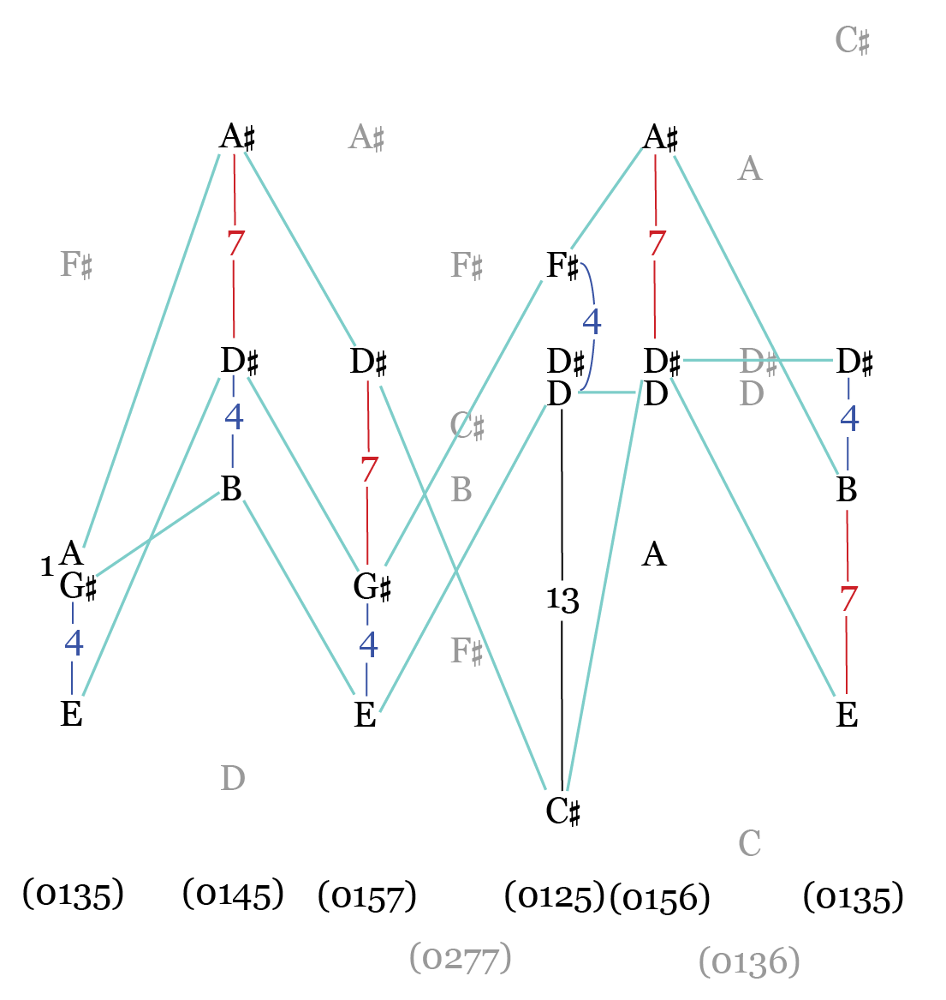 C♯
A♯ A♯ A♯
A
7 7
F♯ F♯ F♯
4
D♯ D♯ D♯ D♯ D♯ D♯
D D D
4 C♯ 4
7
B B B
A A
1
G♯ G♯
13 7
4 4 F♯
E E E
D
C♯
C
(0135) (0145) (0157) (0125) (0156) (0135)
(0277) (0136)